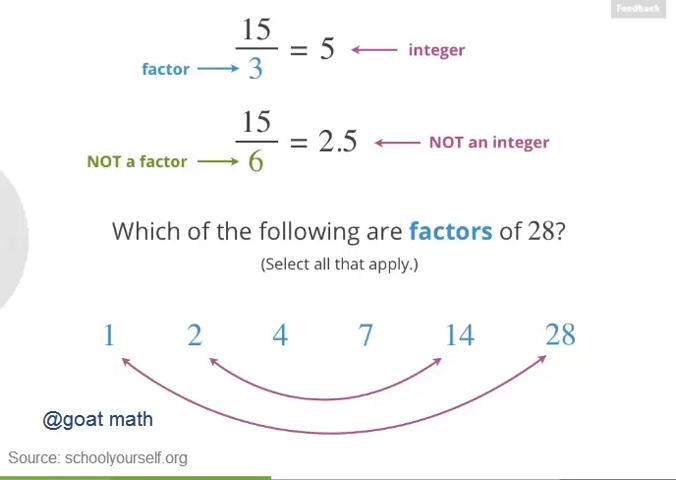 Feedback
15
3
= 5
integer
factor
15
6
= 2.5
NOT an integer
NOT a factor
Which of the following are factors of 28?
(Select all that apply.)
1 2 4 7 14 28
@goat math
Source: schoolyourself.org